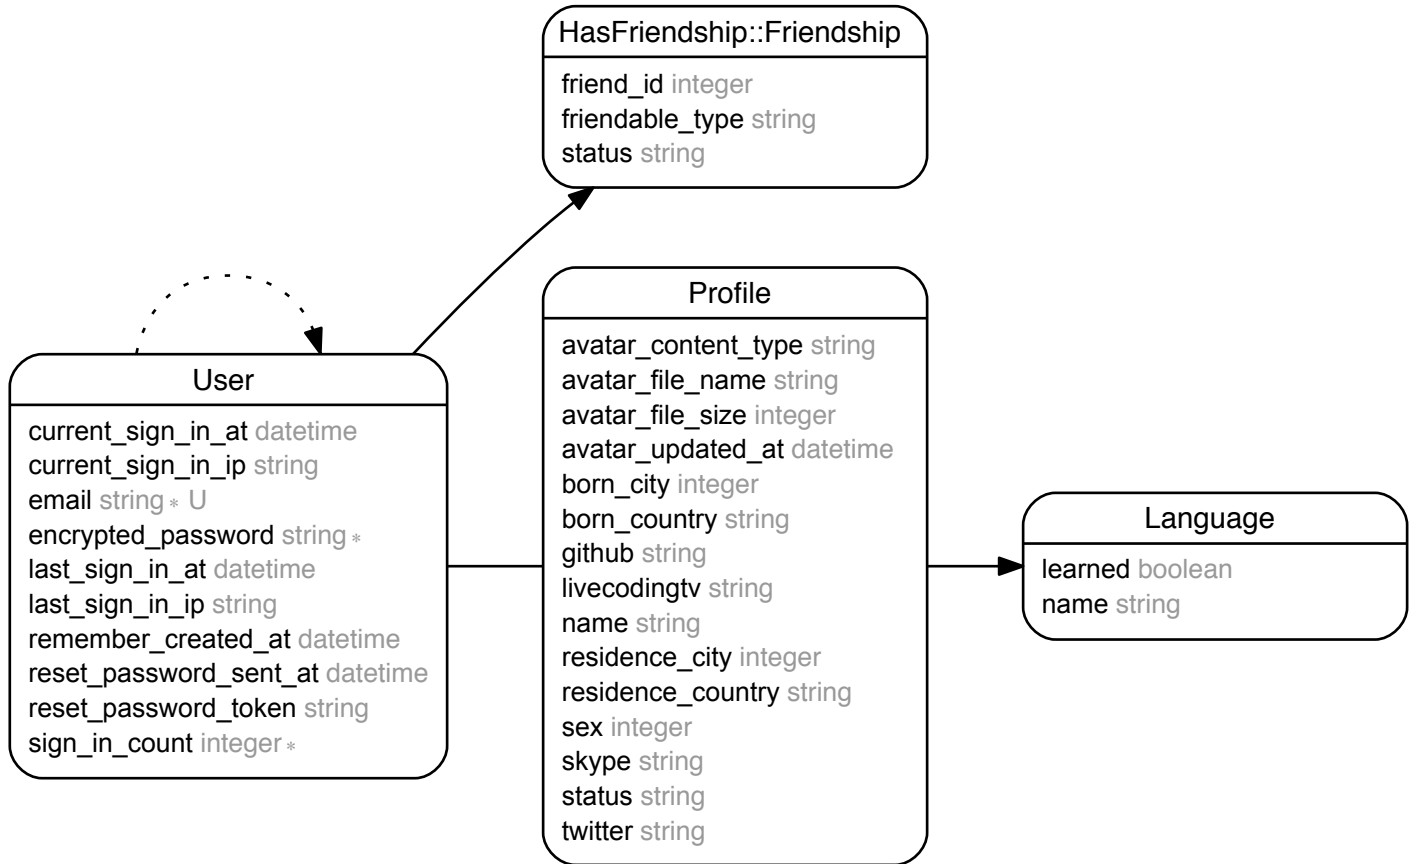 HasFriendship::Friendship
friend_id integer
friendable_type string
status string
User
current_sign_in_at datetime
current_sign_in_ip string
email string * U
encrypted_password string *
last_sign_in_at datetime
last_sign_in_ip string
remember_created_at datetime
reset_password_sent_at datetime
reset_password_token string
sign_in_count integer *
Profile
avatar_content_type string
avatar_file_name string
avatar_file_size integer
avatar_updated_at datetime
born_city integer
born_country string
github string
livecodingtv string
name string
residence_city integer
residence_country string
sex integer
skype string
status string
twitter string
Language
learned boolean
name string